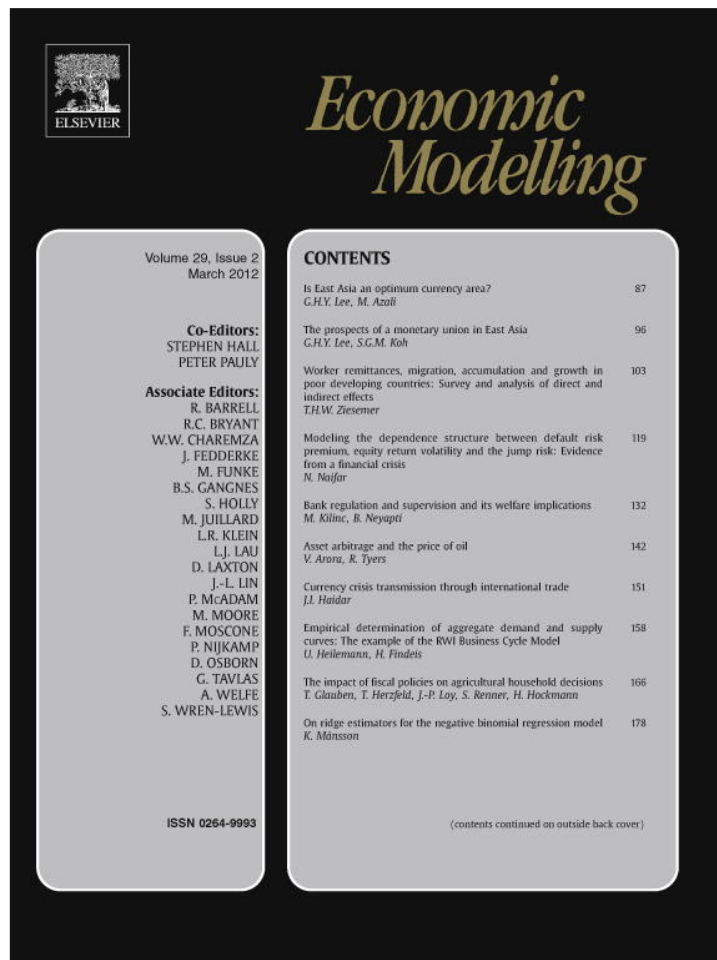 ELSEVIER
Economic
Modelling
Volume 29, Issue 2
March 2012
Co-Editors:
STEPHEN HALL
PETER PAULY
Associate Editors:
R. BARRELL
R.C. BRYANT
W.W. CHAREMZA
J. FEDDERKE
M. FUNKE
B.S. GANGNES
S. HOLLY
M. JUILLARD
L.R. KLEIN
L.J. LAU
D. LAXTON
J.-L. LIN
P. McADAM
M. MOORE
F. MOSCONE
P. NIJKAMP
D. OSBORN
G. TAVLAS
A. WELFE
S. WREN-LEWIS
ISSN 0264-9993
CONTENTS
Is East Asia an optimum currency area? 87
G.H.Y. Lee, M. Azali
The prospects of a monetary union in East Asia 96
G.H.Y. Lee, S.G.M. Koh
Worker remittances, migration, accumulation and growth in 103
poor developing countries: Survey and analysis of direct and
indirect effects
T.H.W. Ziesemer
Modeling the dependence structure between default risk 119
premium, equity return volatility and the jump risk: Evidence
from a financial crisis
N. Naifar
Bank regulation and supervision and its welfare implications 132
M. Kilinc, B. Neyapti
Asset arbitrage and the price of oil 142
V. Arora, R. Tyers
Currency crisis transmission through international trade 151
J.I. Haidar
Empirical determination of aggregate demand and supply 158
curves: The example of the RWI Business Cycle Model
U. Heilemann, H. Findeis
The impact of fiscal policies on agricultural household decisions 166
T. Glauben, T. Herzfeld, J.-P. Loy, S. Renner, H. Hockmann
On ridge estimators for the negative binomial regression model 178
K. Månsson
(contents continued on outside back cover)